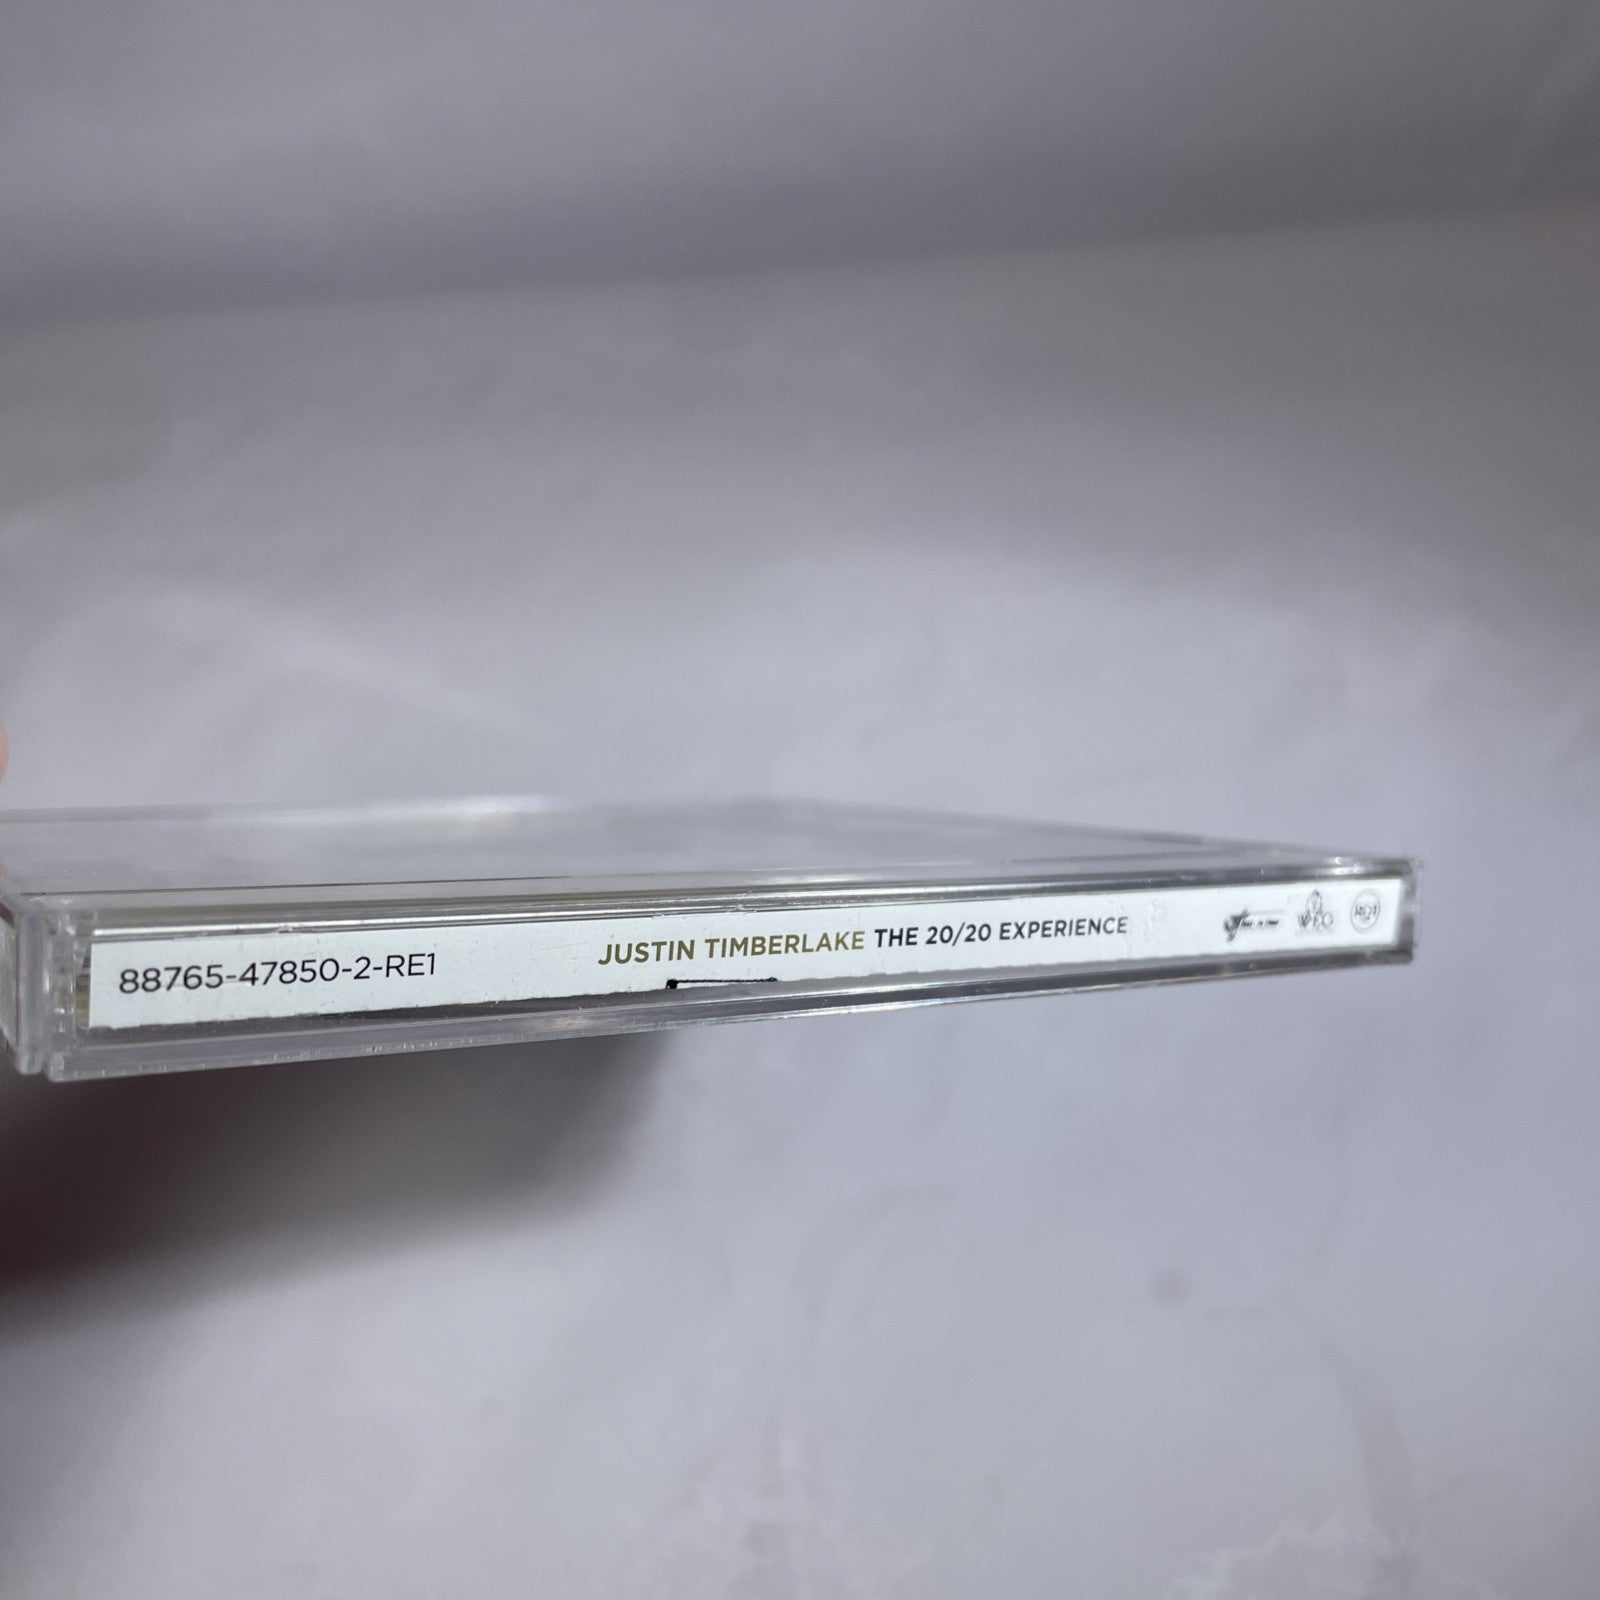 88765-47850-2-RE1 JUSTIN TIMBERLAKE THE 20/20 EXPERIENCE